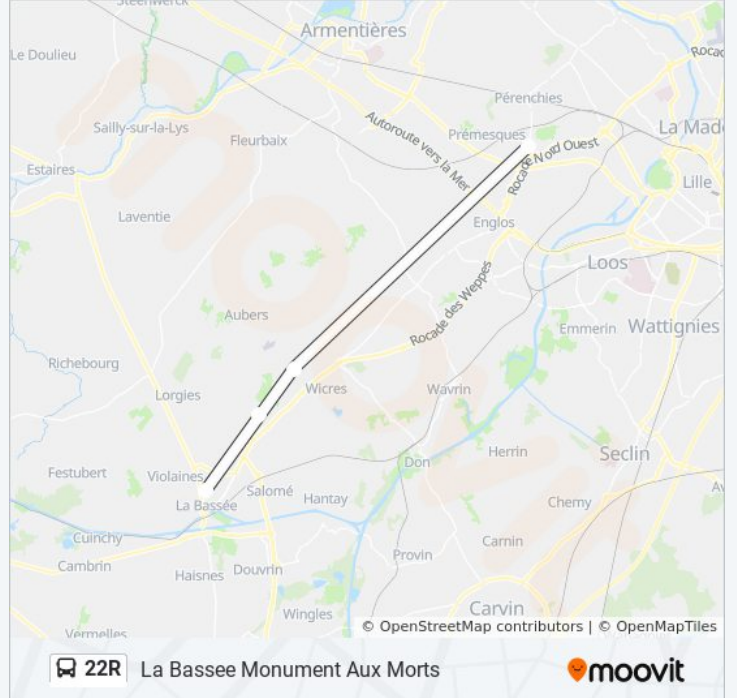 Steenwerck
Armentières
Le Doulieu
Rocade
Pérenchies
Sailly-sur-la-Lys
Autoroute vers la Mer
Prémesques
La Made
Fleurbaix
Rocade Nord Ouest
Estaires
Lille
Laventie
Englos
Loos
Rocade des Weppes
Aubers
Emmerin
Wattignies
Richebourg
Wicres
Wavrin
Lorgies
Herrin
Seclin
Don
Festubert
Violaines
Salomé
Hantay
La Bassée
Chemy
Cuinchy
Carnin
Provin
Cambrin
Haisnes
Douvrin
Wingles
Carvin
Vermelles
© OpenStreetMap contributors | © OpenMapTiles
22R La Bassee Monument Aux Morts
moovit